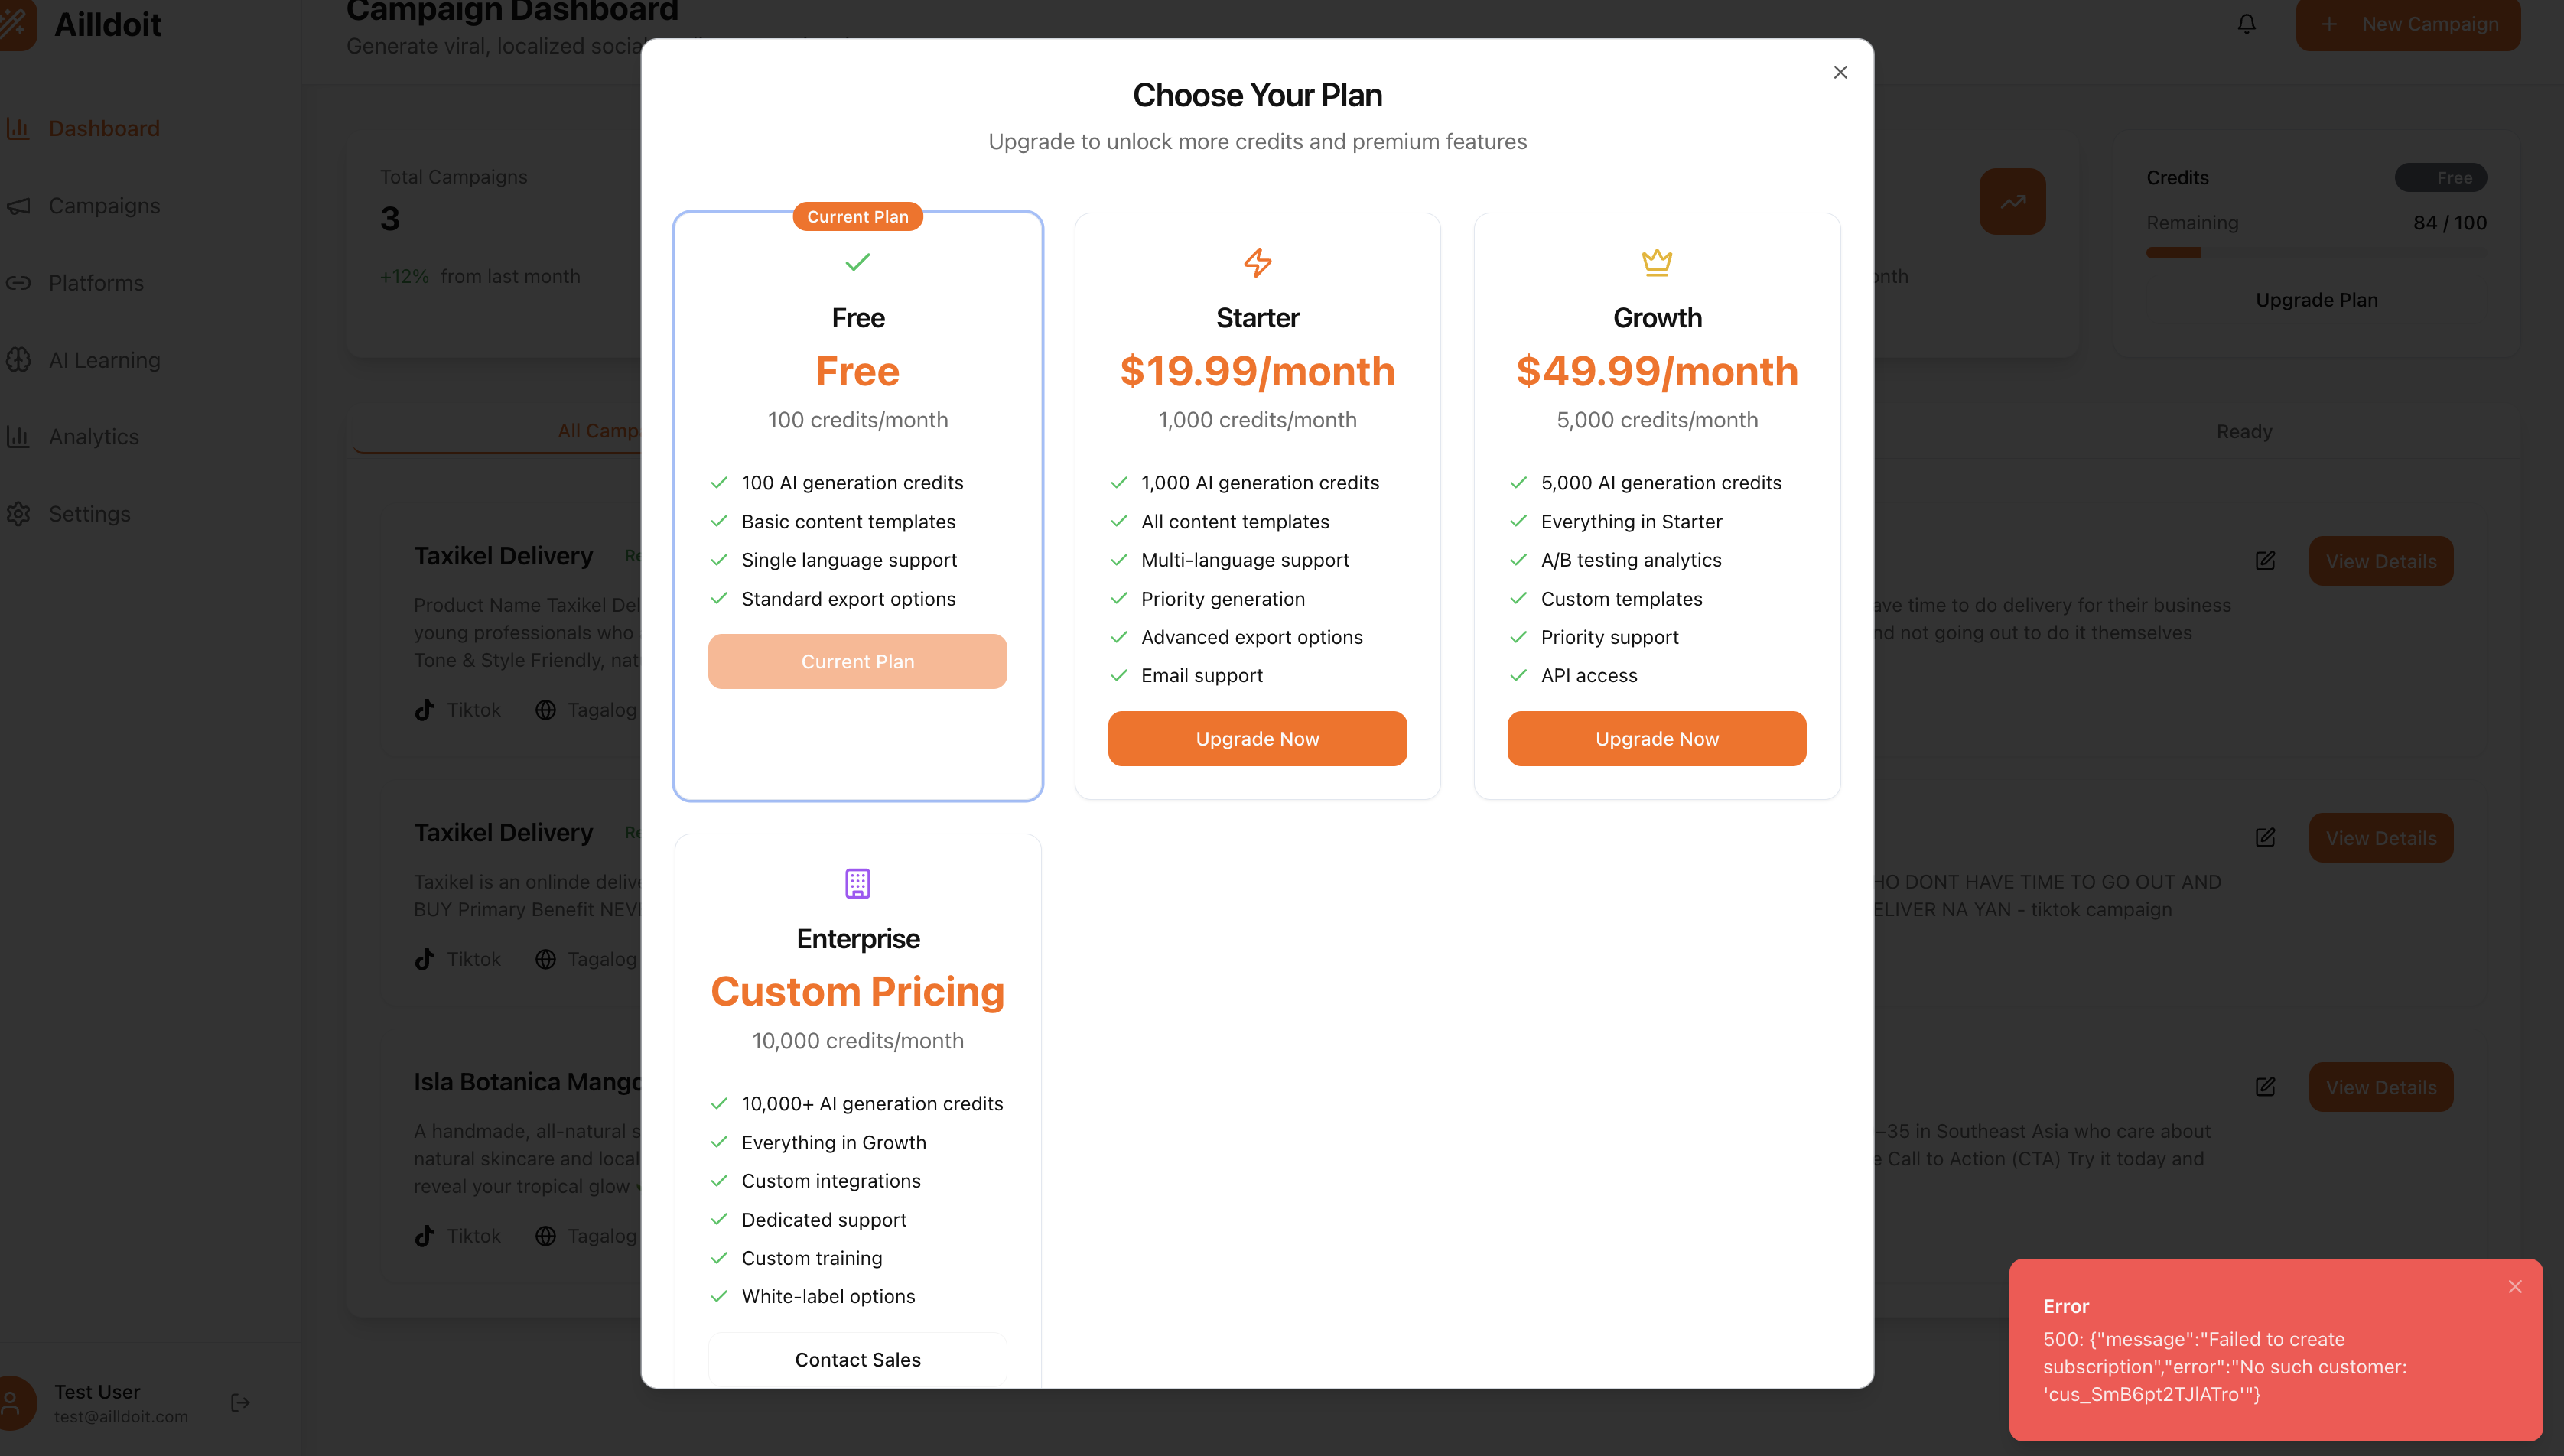 Ailldoit
Dashboard
Campaigns
Platforms
AI Learning
Analytics
Settings
Test User
test@ailldoit.com
Campaign Dashboard
Generate viral, localized social
New Campaign
Total Campaigns
3
+12% from last month
onth
Credits
Free
Remaining
84 / 100
Upgrade Plan
All Camp
Ready
Taxikel Delivery
Re
View Details
Product Name Taxikel Del
ave time to do delivery for their business
young professionals who
nd not going out to do it themselves
Tone & Style Friendly, nat
Tiktok
Tagalog
Taxikel Delivery
Re
View Details
Taxikel is an onlinde delive
HO DONT HAVE TIME TO GO OUT AND
BUY Primary Benefit NEV
ELIVER NA YAN - tiktok campaign
Tiktok
Tagalog
Isla Botanica Mango
View Details
A handmade, all-natural s
–35 in Southeast Asia who care about
natural skincare and local
e Call to Action (CTA) Try it today and
reveal your tropical glow
Tiktok
Tagalog
Choose Your Plan
Upgrade to unlock more credits and premium features
Current Plan
Free
Free
100 credits/month
100 AI generation credits
Basic content templates
Single language support
Standard export options
Current Plan
Starter
$19.99/month
1,000 credits/month
1,000 AI generation credits
All content templates
Multi-language support
Priority generation
Advanced export options
Email support
Upgrade Now
Growth
$49.99/month
5,000 credits/month
5,000 AI generation credits
Everything in Starter
A/B testing analytics
Custom templates
Priority support
API access
Upgrade Now
Enterprise
Custom Pricing
10,000 credits/month
10,000+ AI generation credits
Everything in Growth
Custom integrations
Dedicated support
Custom training
White-label options
Contact Sales
Error
500: {"message":"Failed to create
subscription","error":"No such customer:
'cus_SmB6pt2TJlATro'"}